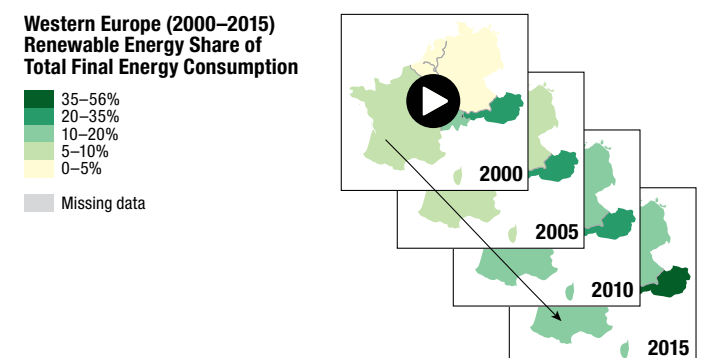 Western Europe (2000–2015)
Renewable Energy Share of
Total Final Energy Consumption
35–56%
20–35%
10–20%
5–10%
0–5%
Missing data
2000
2005
2010
2015